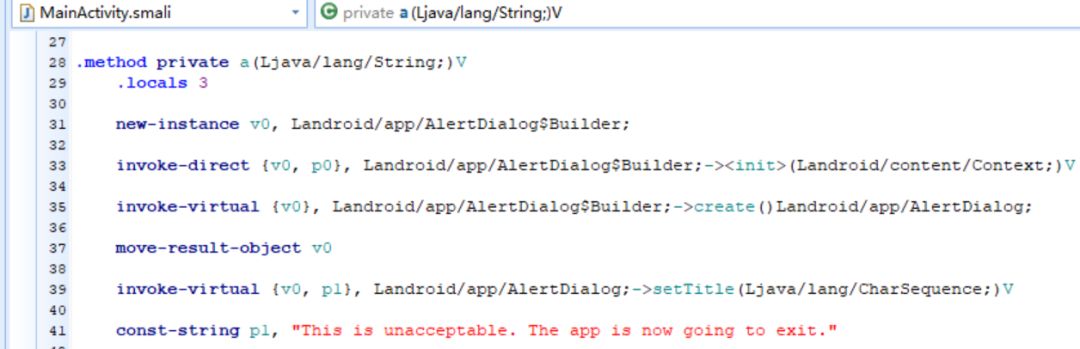 MainActivity.smali
private a(Ljava/lang/String;)V
27
28 .method private a(Ljava/lang/String;)V
29 .locals 3
30
31 new-instance v0, Landroid/app/AlertDialog$Builder;
32
33 invoke-direct {v0, p0}, Landroid/app/AlertDialog$Builder;-><init>(Landroid/content/Context;)V
34
35 invoke-virtual {v0}, Landroid/app/AlertDialog$Builder;->create()Landroid/app/AlertDialog;
36
37 move-result-object v0
38
39 invoke-virtual {v0, p1}, Landroid/app/AlertDialog;->setTitle(Ljava/lang/CharSequence;)V
40
41 const-string p1, "This is unacceptable. The app is now going to exit."